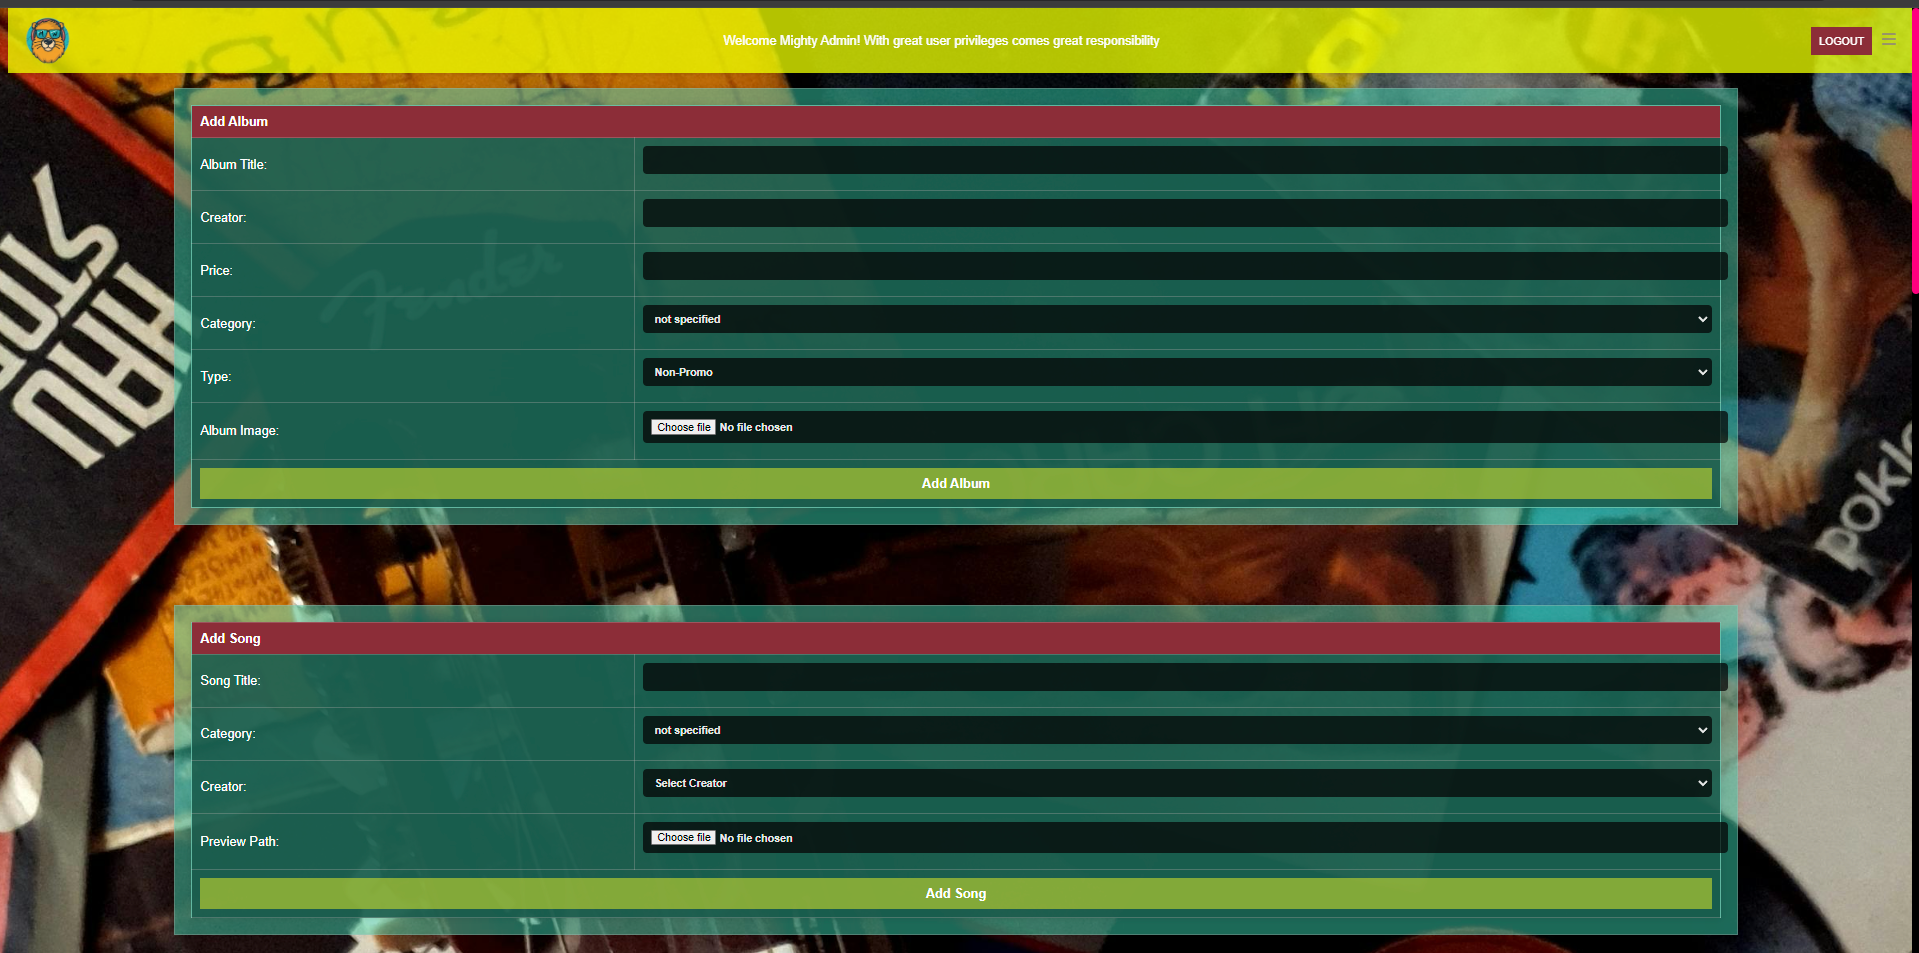 Welcome Mighty Admin! With great user privileges comes great responsibility
LOGOUT
Add Album
Album Title:
Creator:
Price:
Category:
not specified
Type:
Non-Promo
Album Image:
Choose file No file chosen
Add Album
Fender
pokl
Add Song
Song Title:
Category:
not specified
Creator:
Select Creator
Preview Path:
Choose file No file chosen
Add Song